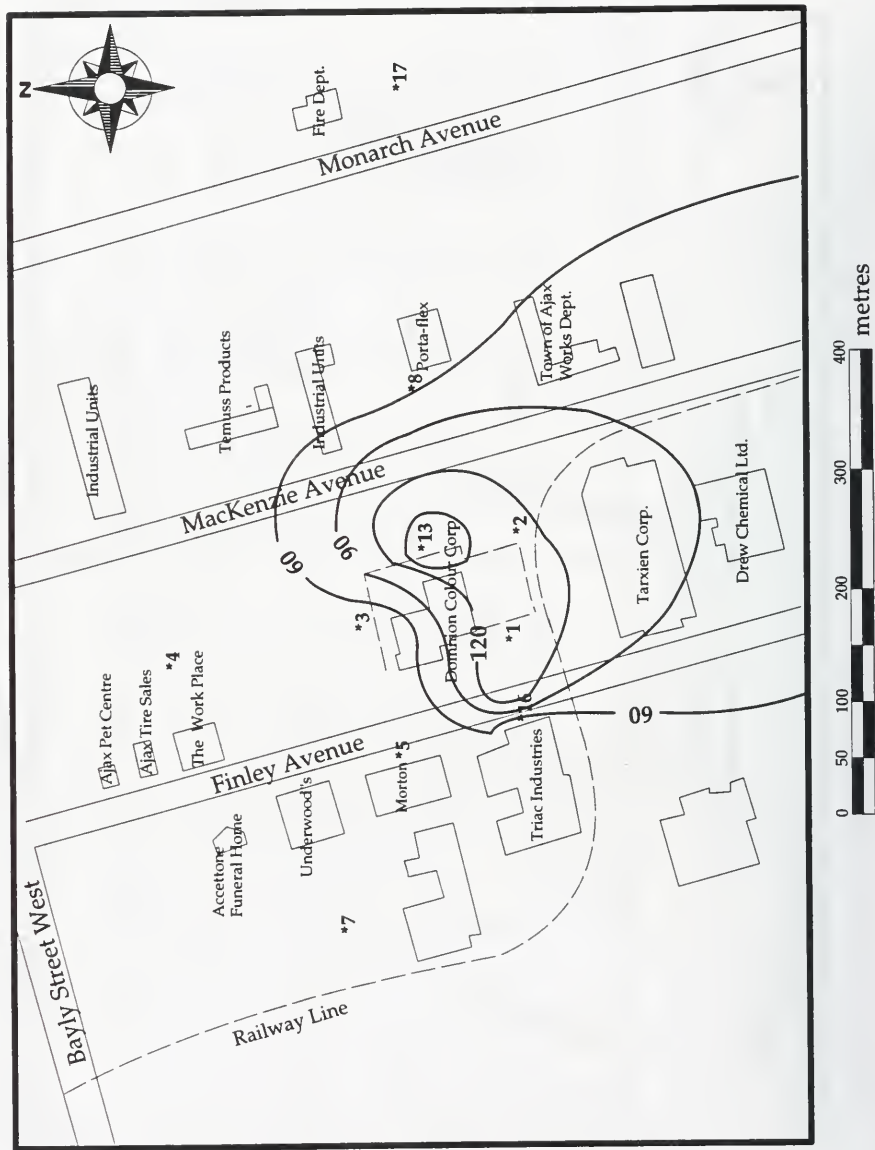 N
Bayly Street West
Ajax Pet Centre
Ajax Tire Sales
The Work Place
*4
Industrial Units
Temuss Products
Industrial Units
Fire Dept.
*17
Monarch Avenue
MacKenzie Avenue
Finley Avenue
Accettone
Funeral Home
Underwood's
*7
Railway Line
Morton
*5
*3
60
90
*13
*8
Porta-flex
Dominion Colour Corp.
120
*1
*2
*16
Triac Industries
Town of Ajax
Works Dept.
Tarxien Corp.
Drew Chemical Ltd.
60
0
50
100
200
300
400
metres